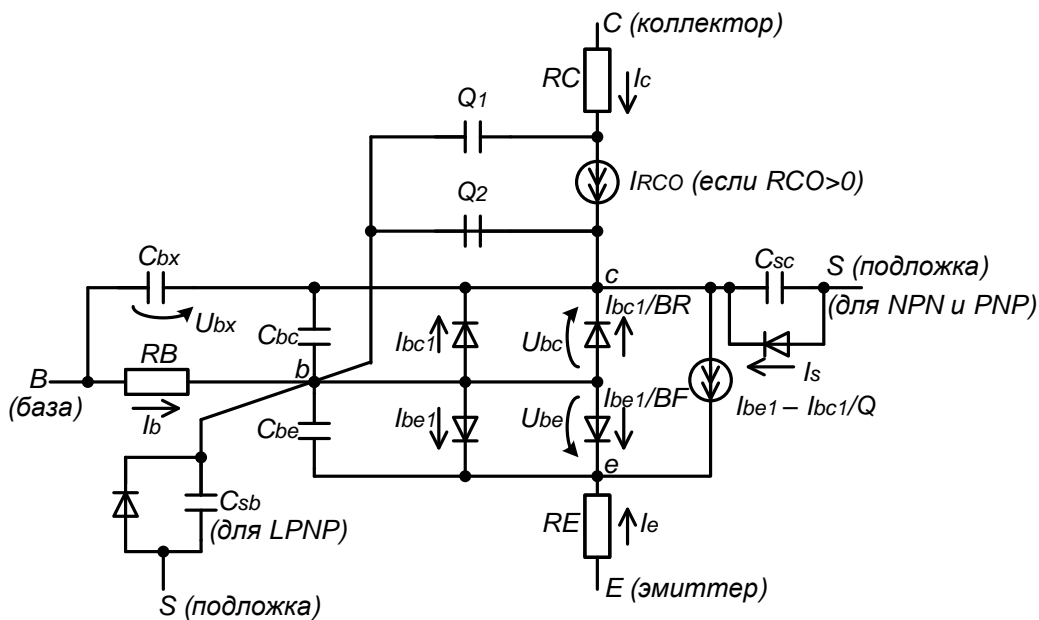 C (коллектор)
RC
Ic
Q1
IRCO (если RCO>0)
Q2
Cbx
Ubx
Cbc
Ibc1
Ubc
c
Ibc1/BR
Csc
S (подложка)
(для NPN и PNP)
Is
B
(база)
RB
Ib
b
Cbe
Ibe1
Ube
Ibe1/BF
Ibe1 – Ibc1/Q
e
Csb
(для LPNP)
RE
Ie
E (эмиттер)
S (подложка)